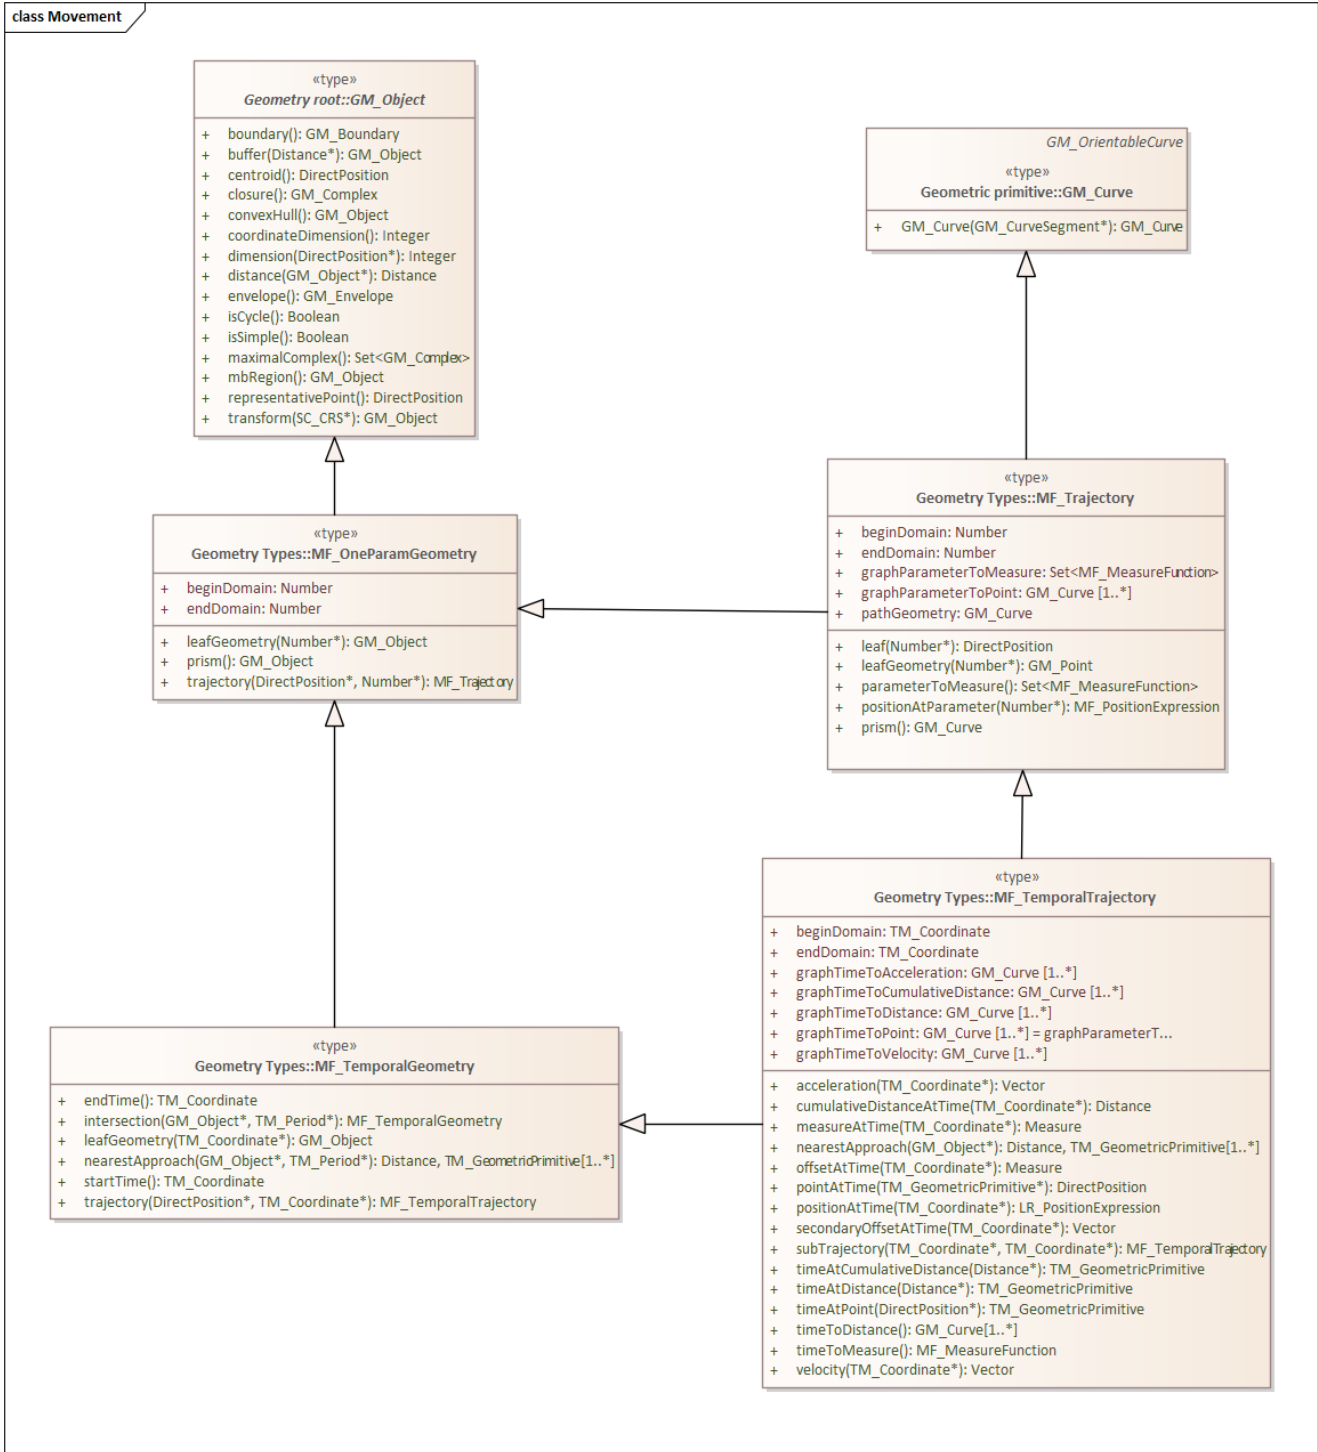 class Movement
«type»
Geometry root::GM_Object
+ boundary(): GM_Boundary
+ buffer(Distance*): GM_Object
+ centroid(): DirectPosition
+ closure(): GM_Complex
+ convexHull(): GM_Object
+ coordinateDimension(): Integer
+ dimension(DirectPosition*): Integer
+ distance(GM_Object*): Distance
+ envelope(): GM_Envelope
+ isCycle(): Boolean
+ isSimple(): Boolean
+ maximalComplex(): Set<GM_Complex>
+ mbRegion(): GM_Object
+ representativePoint(): DirectPosition
+ transform(SC_CRS*): GM_Object
GM_OrientableCurve
«type»
Geometric primitive::GM_Curve
+ GM_Curve(GM_CurveSegment*): GM_Curve
«type»
Geometry Types::MF_OneParamGeometry
+ beginDomain: Number
+ endDomain: Number
+ leafGeometry(Number*): GM_Object
+ prism(): GM_Object
+ trajectory(DirectPosition*, Number*): MF_Trajectory
«type»
Geometry Types::MF_Trajectory
+ beginDomain: Number
+ endDomain: Number
+ graphParameterToMeasure: Set<MF_MeasureFunction>
+ graphParameterToPoint: GM_Curve [1..*]
+ pathGeometry: GM_Curve
+ leaf(Number*): DirectPosition
+ leafGeometry(Number*): GM_Point
+ parameterToMeasure(): Set<MF_MeasureFunction>
+ positionAtParameter(Number*): MF_PositionExpression
+ prism(): GM_Curve
«type»
Geometry Types::MF_TemporalGeometry
+ endTime(): TM_Coordinate
+ intersection(GM_Object*, TM_Period*): MF_TemporalGeometry
+ leafGeometry(TM_Coordinate*): GM_Object
+ nearestApproach(GM_Object*, TM_Period*): Distance, TM_GeometricPrimitive[1..*]
+ startTime(): TM_Coordinate
+ trajectory(DirectPosition*, TM_Coordinate*): MF_TemporalTrajectory
«type»
Geometry Types::MF_TemporalTrajectory
+ beginDomain: TM_Coordinate
+ endDomain: TM_Coordinate
+ graphTimeToAcceleration: GM_Curve [1..*]
+ graphTimeToCumulativeDistance: GM_Curve [1..*]
+ graphTimeToDistance: GM_Curve [1..*]
+ graphTimeToPoint: GM_Curve [1..*] = graphParameterT...
+ graphTimeToVelocity: GM_Curve [1..*]
+ acceleration(TM_Coordinate*): Vector
+ cumulativeDistanceAtTime(TM_Coordinate*): Distance
+ measureAtTime(TM_Coordinate*): Measure
+ nearestApproach(GM_Object*): Distance, TM_GeometricPrimitive[1..*]
+ offsetAtTime(TM_Coordinate*): Measure
+ pointAtTime(TM_GeometricPrimitive*): DirectPosition
+ positionAtTime(TM_Coordinate*): LR_PositionExpression
+ secondaryOffsetAtTime(TM_Coordinate*): Vector
+ subTrajectory(TM_Coordinate*, TM_Coordinate*): MF_TemporalTrajectory
+ timeAtCumulativeDistance(Distance*): TM_GeometricPrimitive
+ timeAtDistance(Distance*): TM_GeometricPrimitive
+ timeAtPoint(DirectPosition*): TM_GeometricPrimitive
+ timeToDistance(): GM_Curve[1..*]
+ timeToMeasure(): MF_MeasureFunction
+ velocity(TM_Coordinate*): Vector